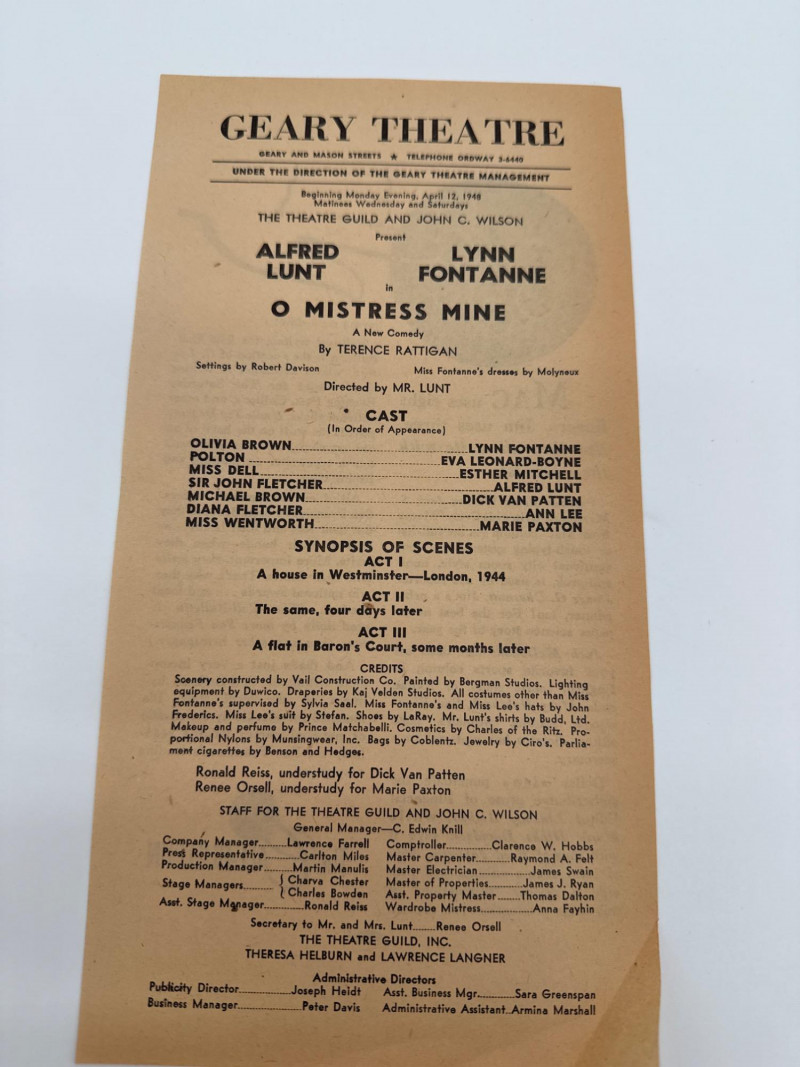 GEARY THEATRE
GEARY AND MASON STREETS ★ TELEPHONE ORDWAY 3-6440
UNDER THE DIRECTION OF THE GEARY THEATRE MANAGEMENT
Beginning Monday Evening, April 12, 1948
Matinees Wednesday and Saturdays
THE THEATRE GUILD AND JOHN C. WILSON
Present
ALFRED LUNT
LYNN FONTANNE
in
O MISTRESS MINE
A New Comedy
By TERENCE RATTIGAN
Settings by Robert Davison Miss Fontanne's dresses by Molyneux
Directed by MR. LUNT
CAST
(In Order of Appearance)
OLIVIA BROWN LYNN FONTANNE
POLTON EVA LEONARD-BOYNE
MISS DELL ESTHER MITCHELL
SIR JOHN FLETCHER ALFRED LUNT
MICHAEL BROWN DICK VAN PATTEN
DIANA FLETCHER ANN LEE
MISS WENTWORTH MARIE PAXTON
SYNOPSIS OF SCENES
ACT I
A house in Westminster—London, 1944
ACT II
The same, four days later
ACT III
A flat in Baron's Court, some months later
CREDITS
Scenery constructed by Vail Construction Co. Painted by Bergman Studios. Lighting
equipment by Duwico. Draperies by Kaj Velden Studios. All costumes other than Miss
Fontanne's supervised by Sylvia Saal. Miss Fontanne's and Miss Lee's hats by John
Frederics. Miss Lee's suit by Stefan. Shoes by LaRay. Mr. Lunt's shirts by Budd, Ltd.
Makeup and perfume by Prince Matchabelli. Cosmetics by Charles of the Ritz. Pro-
portional Nylons by Munsingwear, Inc. Bags by Coblentz. Jewelry by Ciro's. Parlia-
ment cigarettes by Benson and Hedges.
Ronald Reiss, understudy for Dick Van Patten
Renee Orsell, understudy for Marie Paxton
STAFF FOR THE THEATRE GUILD AND JOHN C. WILSON
General Manager—C. Edwin Knill
Company Manager Lawrence Farrell
Press Representative Carlton Miles
Production Manager Martin Manulis
Stage Managers { Charva Chester
Charles Bowden
Asst. Stage Manager Ronald Reiss
Comptroller Clarence W. Hobbs
Master Carpenter Raymond A. Felt
Master Electrician James Swain
Master of Properties James J. Ryan
Asst. Property Master Thomas Dalton
Wardrobe Mistress Anna Fayhin
Secretary to Mr. and Mrs. Lunt Renee Orsell
THE THEATRE GUILD, INC.
THERESA HELBURN and LAWRENCE LANGNER
Administrative Directors
Publicity Director Joseph Heidt
Business Manager Peter Davis
Asst. Business Mgr. Sara Greenspan
Administrative Assistant Armina Marshall